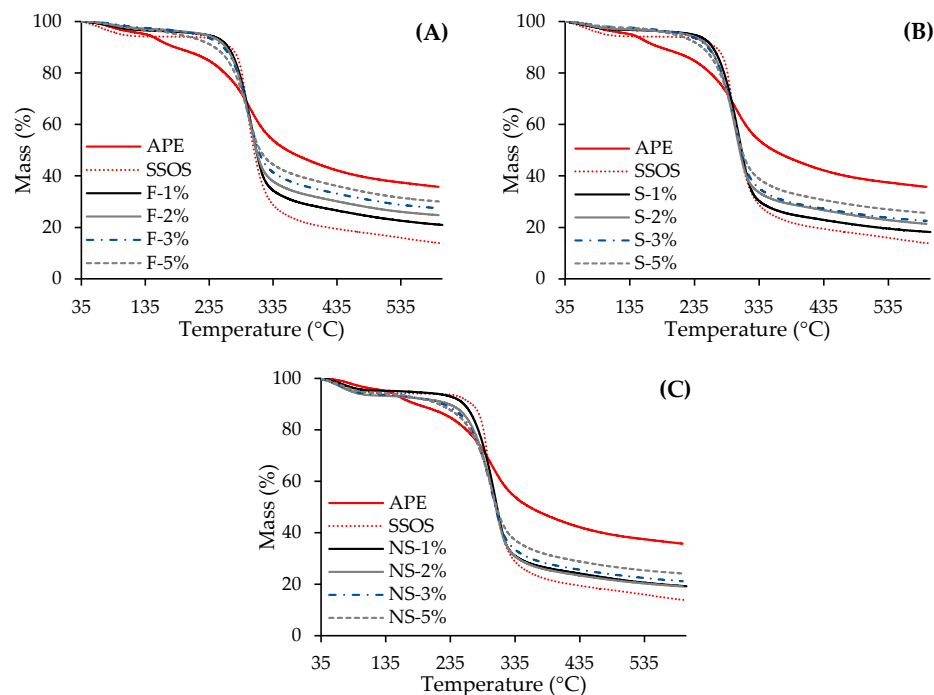 (A)
100
80
60
40
20
0
Mass (%)
APE
SSOS
F-1%
F-2%
F-3%
F-5%
35 135 235 335 435 535
Temperature (°C)
(B)
100
80
60
40
20
0
Mass (%)
APE
SSOS
S-1%
S-2%
S-3%
S-5%
35 135 235 335 435 535
Temperature (°C)
(C)
100
80
60
40
20
0
Mass (%)
APE
SSOS
NS-1%
NS-2%
NS-3%
NS-5%
35 135 235 335 435 535
Temperature (°C)